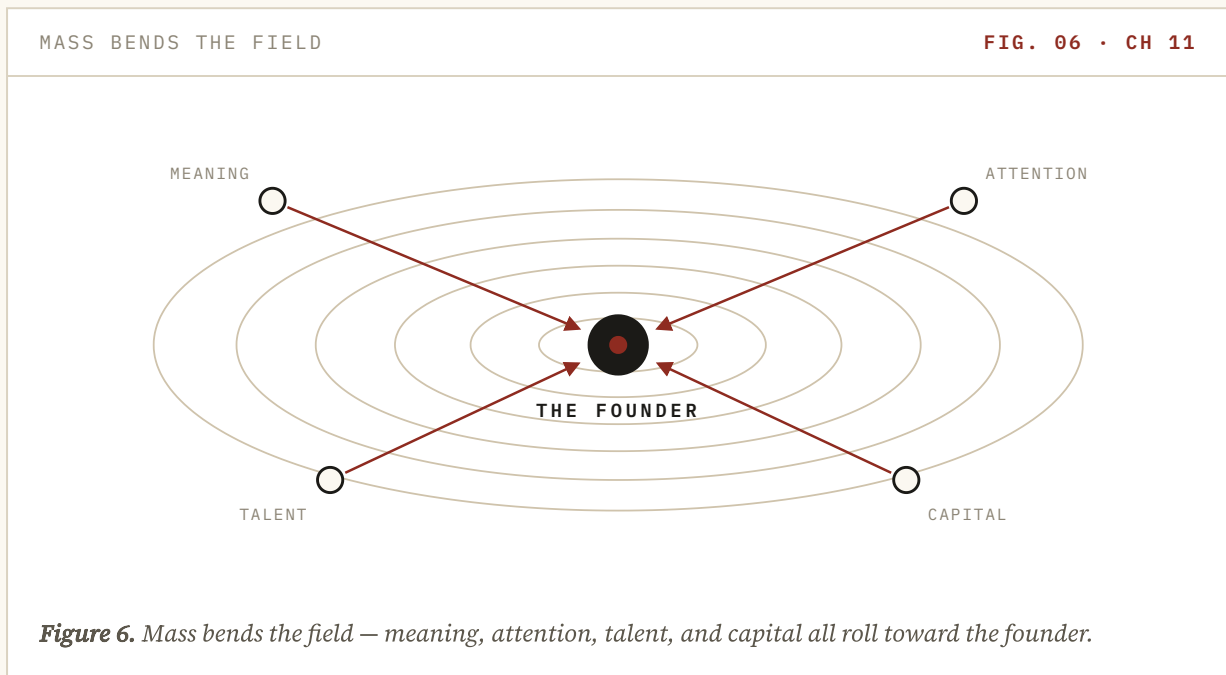 MASS BENDS THE FIELD
FIG. 06 · CH 11
MEANING
ATTENTION
THE FOUNDER
TALENT
CAPITAL
Figure 6. Mass bends the field — meaning, attention, talent, and capital all roll toward the founder.